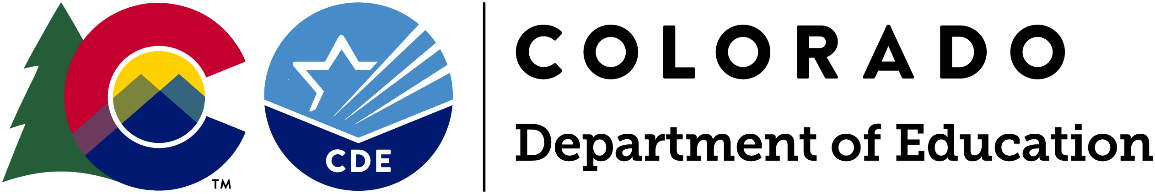 COLORADO
Department of Education
CDE
TM